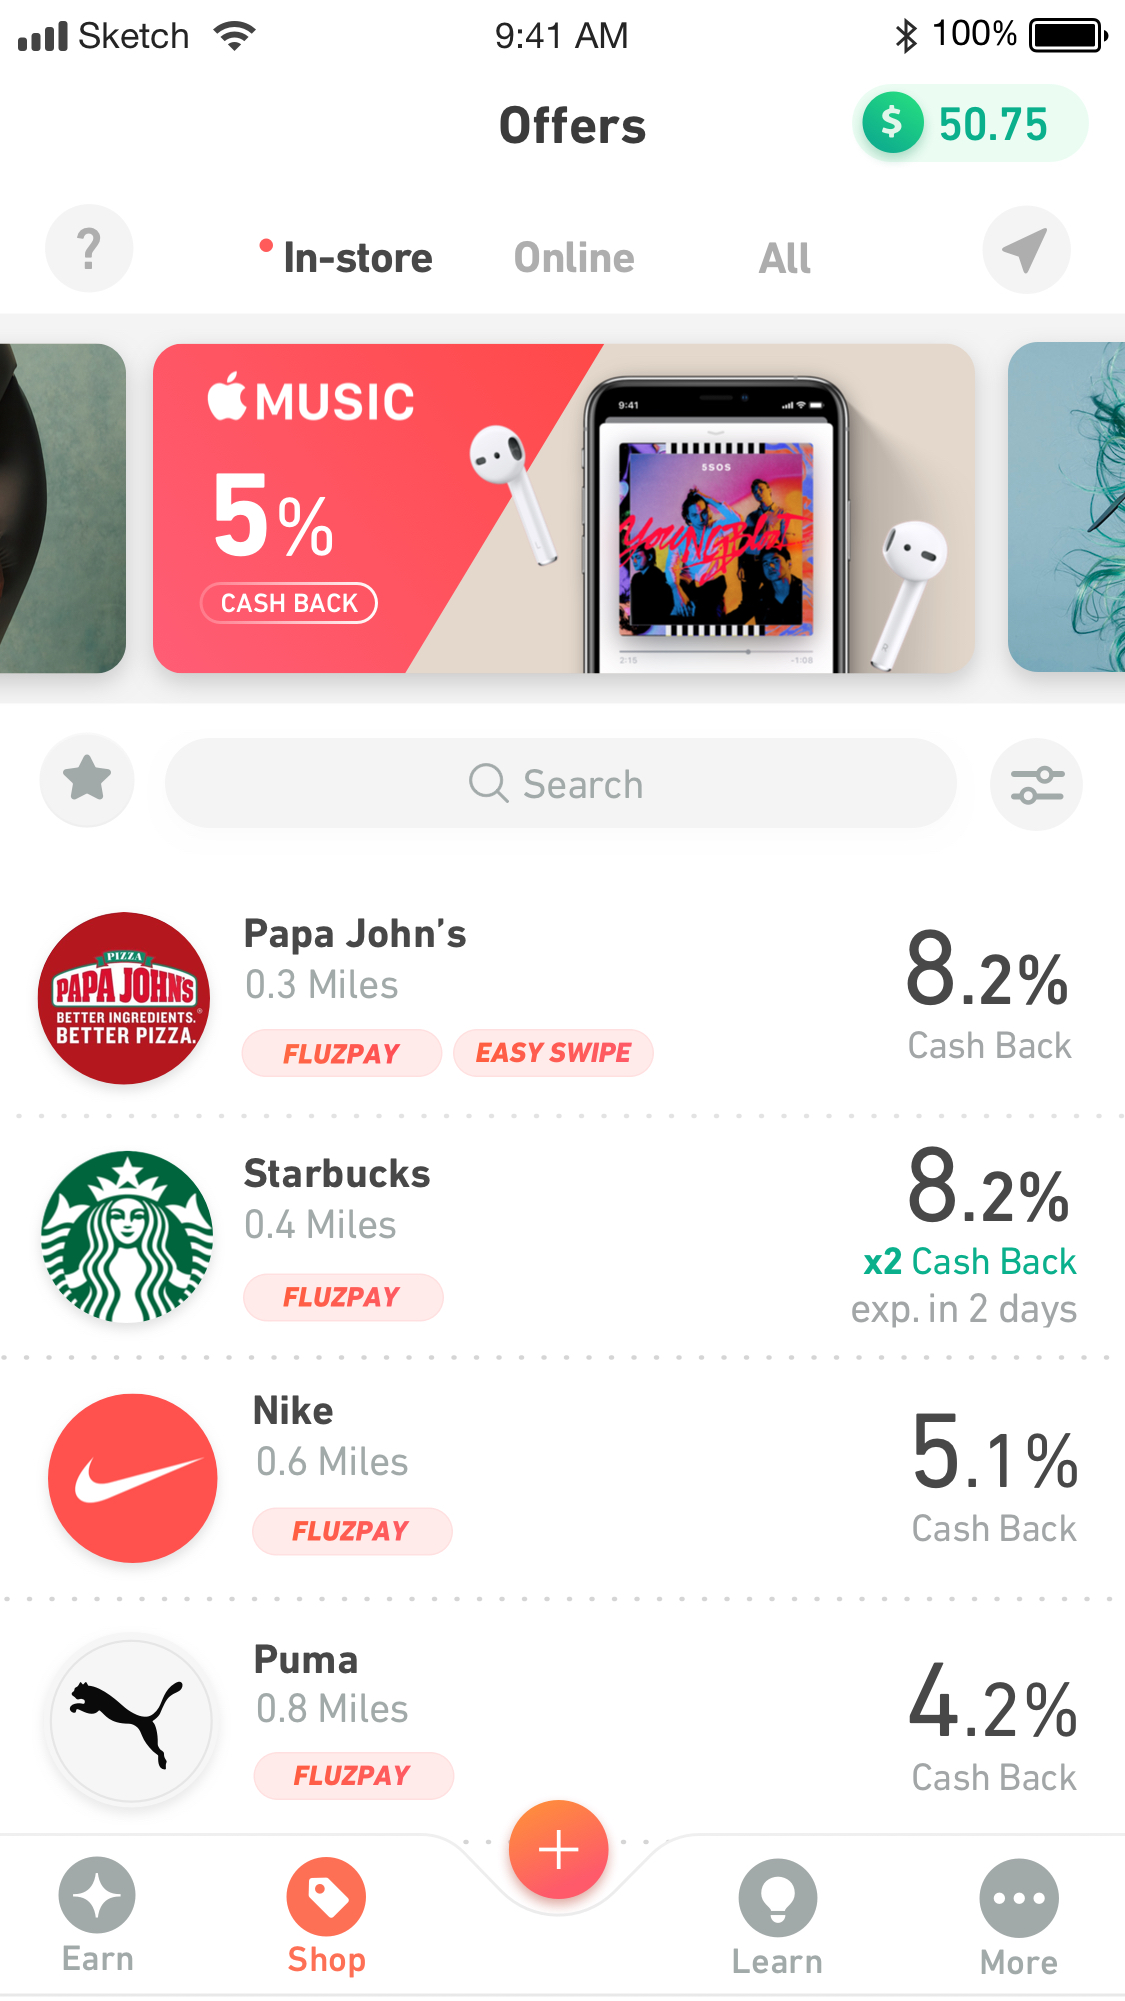 Sketch 9:41 AM 100%
Offers $ 50.75
? In-store Online All
MUSIC
5%
CASH BACK
9:41
5SOS
YOUNGBLOOD
2:15 -1:08
Search
PIZZA
PAPA JOHN'S
BETTER INGREDIENTS.
BETTER PIZZA.
Papa John’s
0.3 Miles
FLUZPAY EASY SWIPE
8.2%
Cash Back
Starbucks
0.4 Miles
FLUZPAY
8.2%
x2 Cash Back
exp. in 2 days
Nike
0.6 Miles
FLUZPAY
5.1%
Cash Back
Puma
0.8 Miles
FLUZPAY
4.2%
Cash Back
Earn Shop Learn More